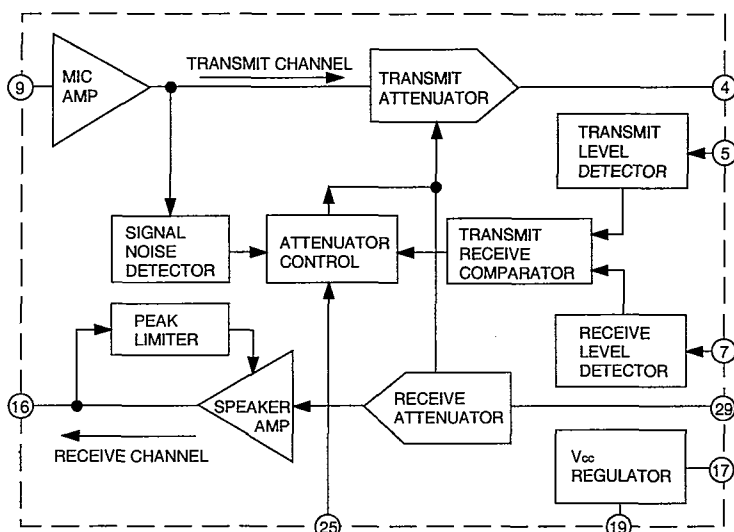 TRANSMIT CHANNEL
MIC
AMP
9
TRANSMIT
ATTENUATOR
4
TRANSMIT
LEVEL
DETECTOR
5
SIGNAL
NOISE
DETECTOR
ATTENUATOR
CONTROL
TRANSMIT
RECEIVE
COMPARATOR
PEAK
LIMITER
RECEIVE
LEVEL
DETECTOR
7
16
SPEAKER
AMP
RECEIVE
ATTENUATOR
29
RECEIVE CHANNEL
Vcc
REGULATOR
17
25
19